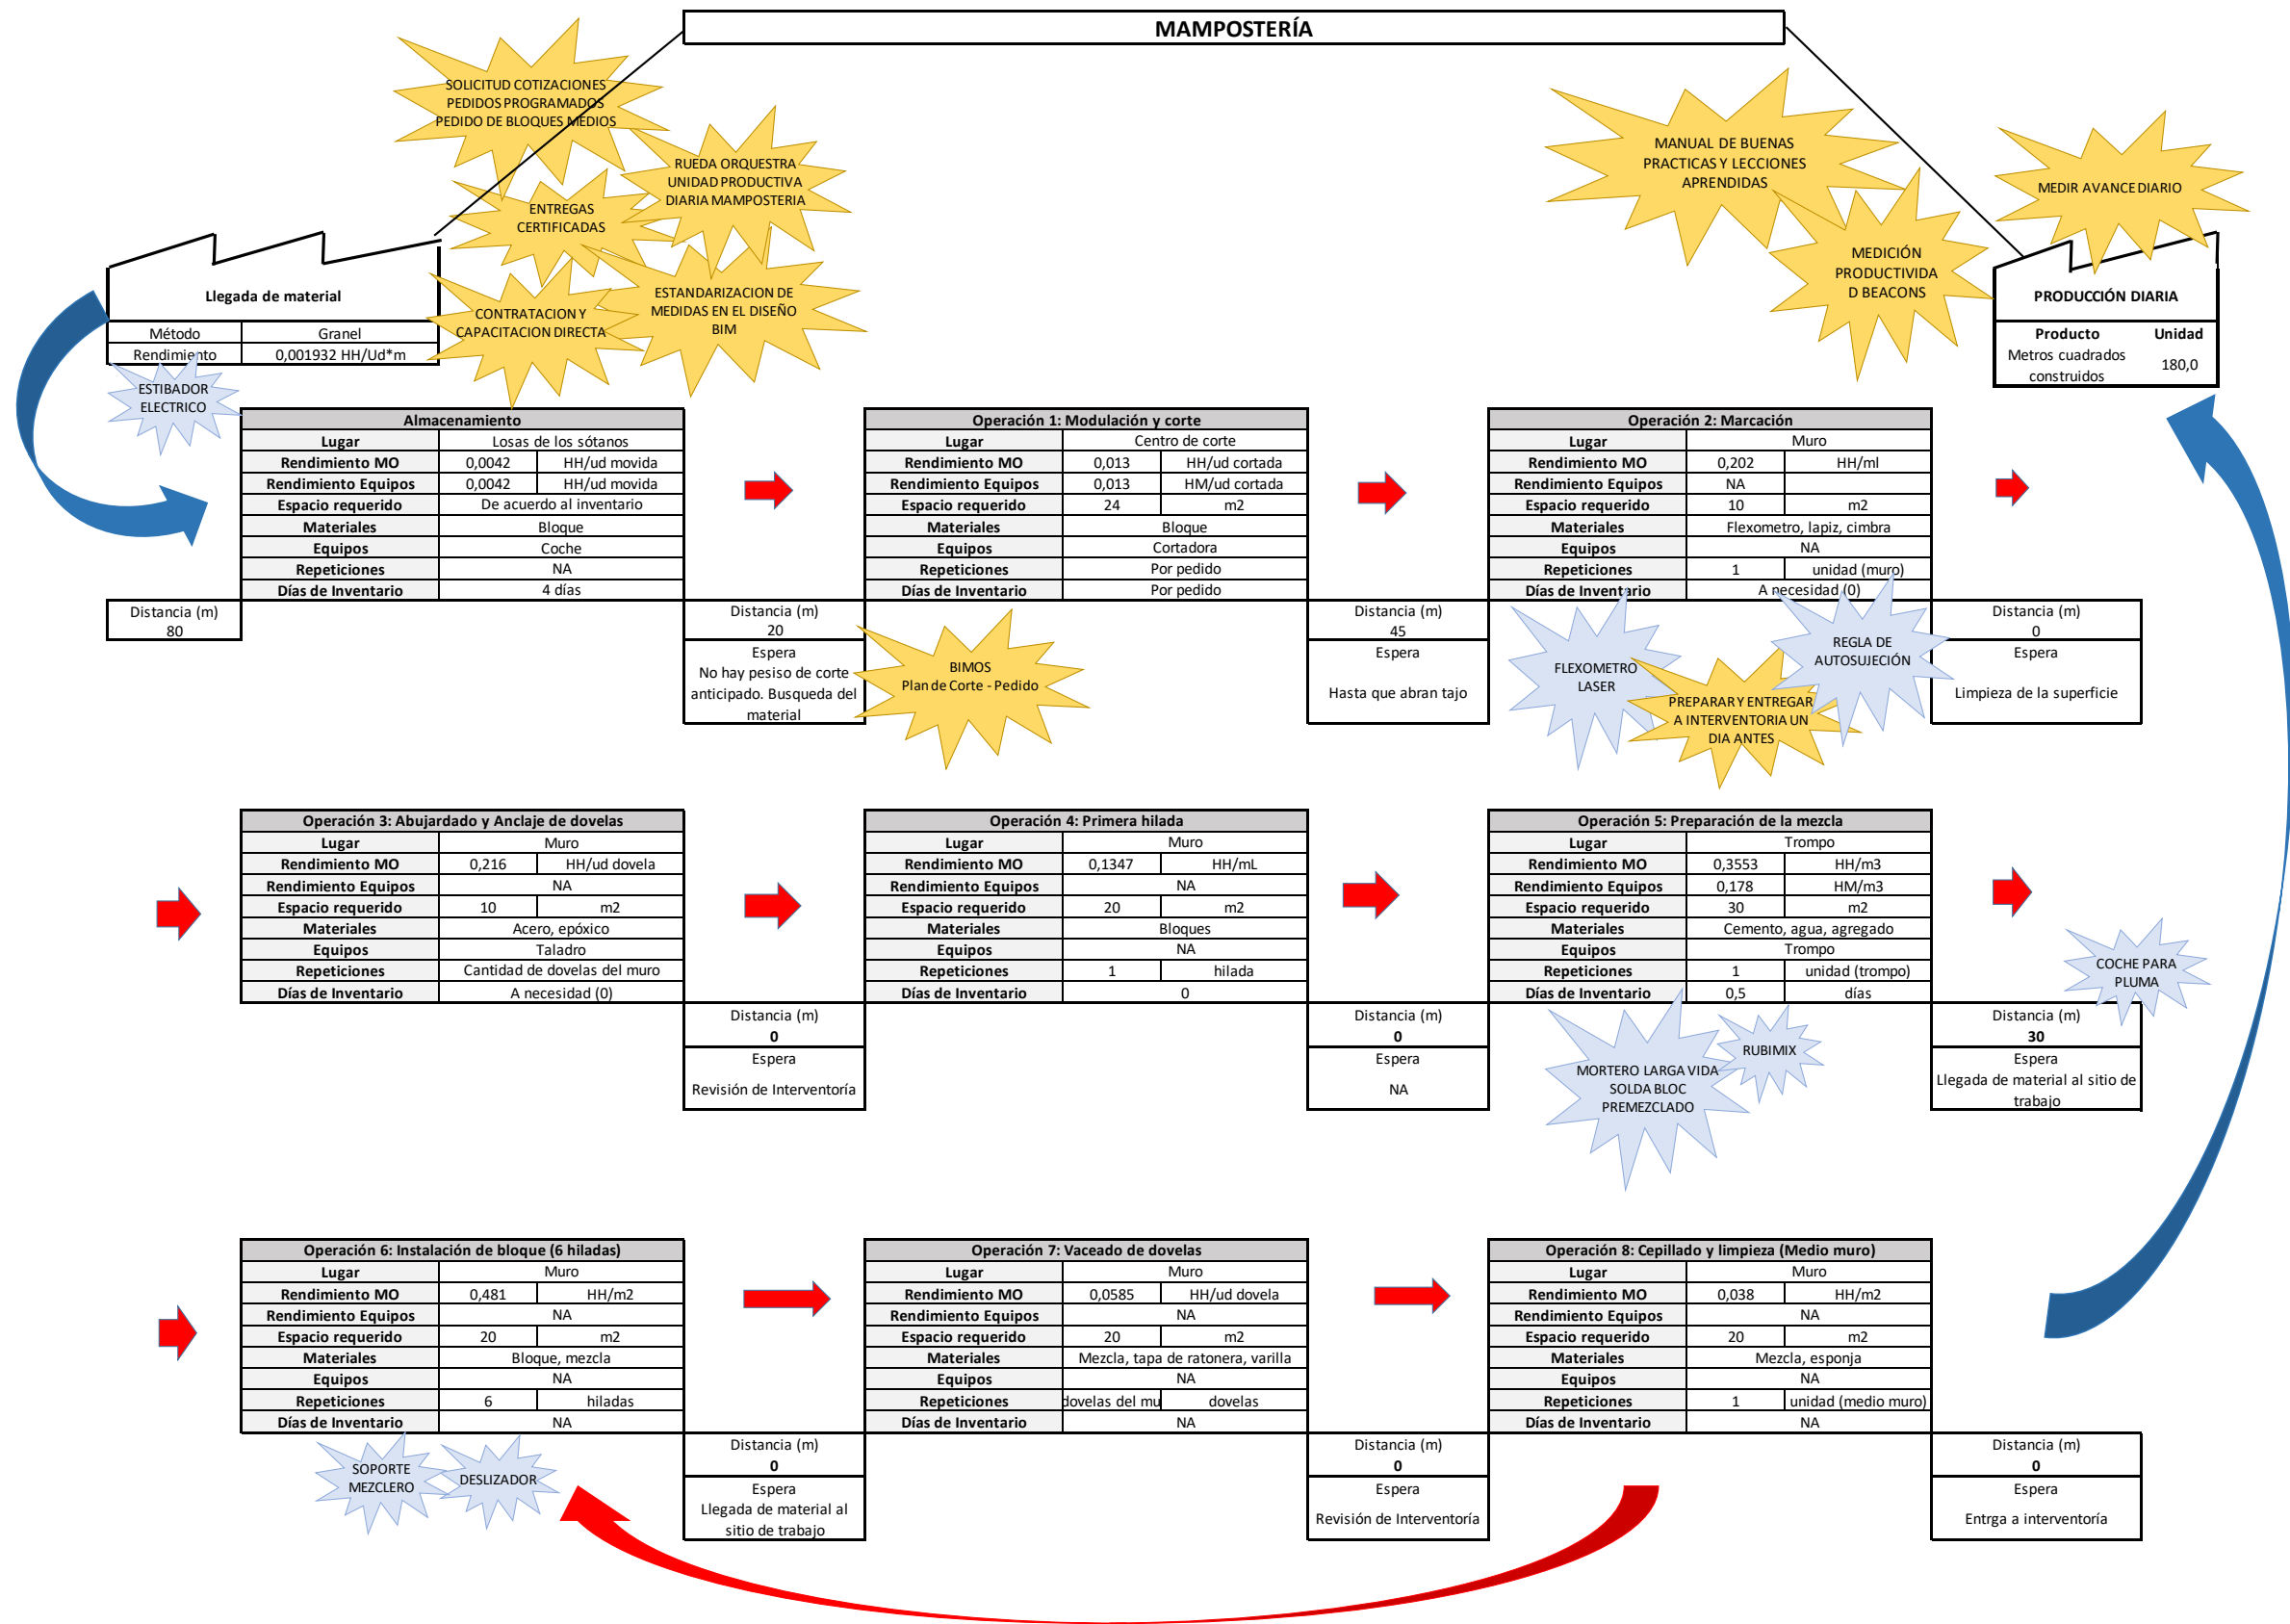 MAMPOSTERÍA
SOLICITUD COTIZACIONES
PEDIDOS PROGRAMADOS
PEDIDO DE BLOQUES MEDIOS
RUEDA ORQUESTRA
UNIDAD PRODUCTIVA
DIARIA MAMPOSTERIA
ENTREGAS
CERTIFICADAS
ESTANDARIZACION DE
MEDIDAS EN EL DISEÑO
BIM
CONTRATACION Y
CAPACITACION DIRECTA
MANUAL DE BUENAS
PRACTICAS Y LECCIONES
APRENDIDAS
MEDICIÓN
PRODUCTIVIDA
D BEACONS
MEDIR AVANCE DIARIO
Llegada de material
Método Granel
Rendimiento 0,001932 HH/Ud*m
ESTIBADOR
ELECTRICO
PRODUCCIÓN DIARIA
Producto Unidad
Metros cuadrados
construidos
180,0
Almacenamiento
Lugar Losas de los sótanos
Rendimiento MO 0,0042 HH/ud movida
Rendimiento Equipos 0,0042 HH/ud movida
Espacio requerido De acuerdo al inventario
Materiales Bloque
Equipos Coche
Repeticiones NA
Días de Inventario 4 días
Operación 1: Modulación y corte
Lugar Centro de corte
Rendimiento MO 0,013 HH/ud cortada
Rendimiento Equipos 0,013 HM/ud cortada
Espacio requerido 24 m2
Materiales Bloque
Equipos Cortadora
Repeticiones Por pedido
Días de Inventario Por pedido
Operación 2: Marcación
Lugar Muro
Rendimiento MO 0,202 HH/ml
Rendimiento Equipos NA
Espacio requerido 10 m2
Materiales Flexometro, lapiz, cimbra
Equipos NA
Repeticiones 1 unidad (muro)
Días de Inventario A necesidad (0)
Distancia (m)
80
Distancia (m)
20
Espera
No hay pesiso de corte
anticipado. Busqueda del
material
BIMOS
Plan de Corte - Pedido
Distancia (m)
45
Espera
Hasta que abran tajo
FLEXOMETRO
LASER
PREPARAR Y ENTREGAR
A INTERVENTORIA UN
DIA ANTES
REGLA DE
AUTOSUJECIÓN
Distancia (m)
0
Espera
Limpieza de la superficie
Operación 3: Abujardado y Anclaje de dovelas
Lugar Muro
Rendimiento MO 0,216 HH/ud dovela
Rendimiento Equipos NA
Espacio requerido 10 m2
Materiales Acero, epóxico
Equipos Taladro
Repeticiones Cantidad de dovelas del muro
Días de Inventario A necesidad (0)
Operación 4: Primera hilada
Lugar Muro
Rendimiento MO 0,1347 HH/mL
Rendimiento Equipos NA
Espacio requerido 20 m2
Materiales Bloques
Equipos NA
Repeticiones 1 hilada
Días de Inventario 0
Operación 5: Preparación de la mezcla
Lugar Trompo
Rendimiento MO 0,3553 HH/m3
Rendimiento Equipos 0,178 HM/m3
Espacio requerido 30 m2
Materiales Cemento, agua, agregado
Equipos Trompo
Repeticiones 1 unidad (trompo)
Días de Inventario 0,5 días
COCHE PARA
PLUMA
Distancia (m)
0
Espera
Revisión de Interventoría
Distancia (m)
0
Espera
NA
MORTERO LARGA VIDA
SOLDA BLOC
PREMEZCLADO
RUBIMIX
Distancia (m)
30
Espera
Llegada de material al sitio de
trabajo
Operación 6: Instalación de bloque (6 hiladas)
Lugar Muro
Rendimiento MO 0,481 HH/m2
Rendimiento Equipos NA
Espacio requerido 20 m2
Materiales Bloque, mezcla
Equipos NA
Repeticiones 6 hiladas
Días de Inventario NA
Operación 7: Vaceado de dovelas
Lugar Muro
Rendimiento MO 0,0585 HH/ud dovela
Rendimiento Equipos NA
Espacio requerido 20 m2
Materiales Mezcla, tapa de ratonera, varilla
Equipos NA
Repeticiones dovelas del mu dovelas
Días de Inventario NA
Operación 8: Cepillado y limpieza (Medio muro)
Lugar Muro
Rendimiento MO 0,038 HH/m2
Rendimiento Equipos NA
Espacio requerido 20 m2
Materiales Mezcla, esponja
Equipos NA
Repeticiones 1 unidad (medio muro)
Días de Inventario NA
SOPORTE
MEZCLERO
DESLIZADOR
Distancia (m)
0
Espera
Llegada de material al
sitio de trabajo
Distancia (m)
0
Espera
Revisión de Interventoría
Distancia (m)
0
Espera
Entrga a interventoría